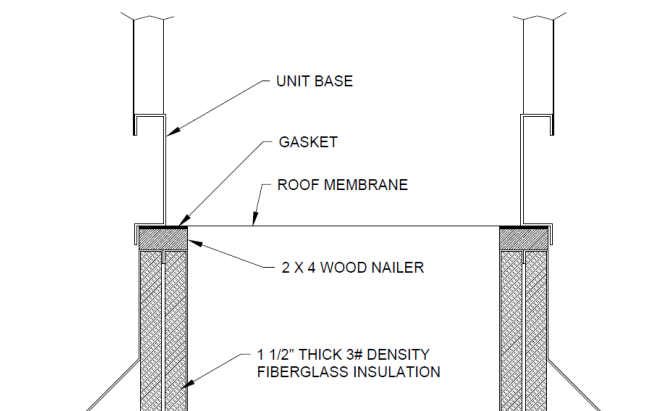 UNIT BASE
GASKET
ROOF MEMBRANE
2 X 4 WOOD NAILER
1 1/2" THICK 3# DENSITY
FIBERGLASS INSULATION